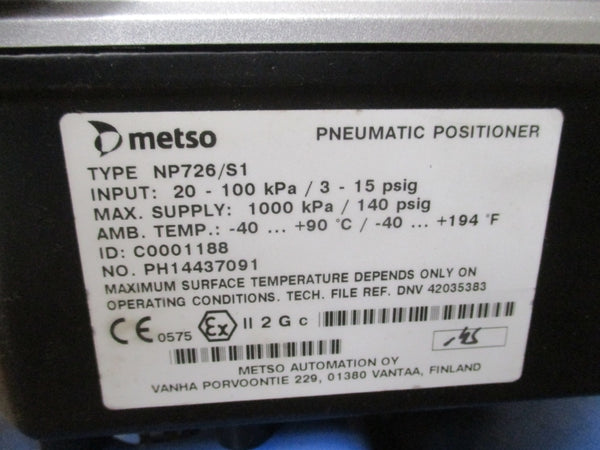 metso
PNEUMATIC POSITIONER
TYPE NP726/S1
INPUT: 20 - 100 kPa / 3 - 15 psig
MAX. SUPPLY: 1000 kPa / 140 psig
AMB. TEMP.: -40 ... +90 °C / -40 ... +194 °F
ID: C0001188
NO. PH14437091
MAXIMUM SURFACE TEMPERATURE DEPENDS ONLY ON
OPERATING CONDITIONS. TECH. FILE REF. DNV 42035383
CE 0575 Ex II 2 G c
METSO AUTOMATION OY
VANHA PORVOONTIE 229, 01380 VANTAA, FINLAND